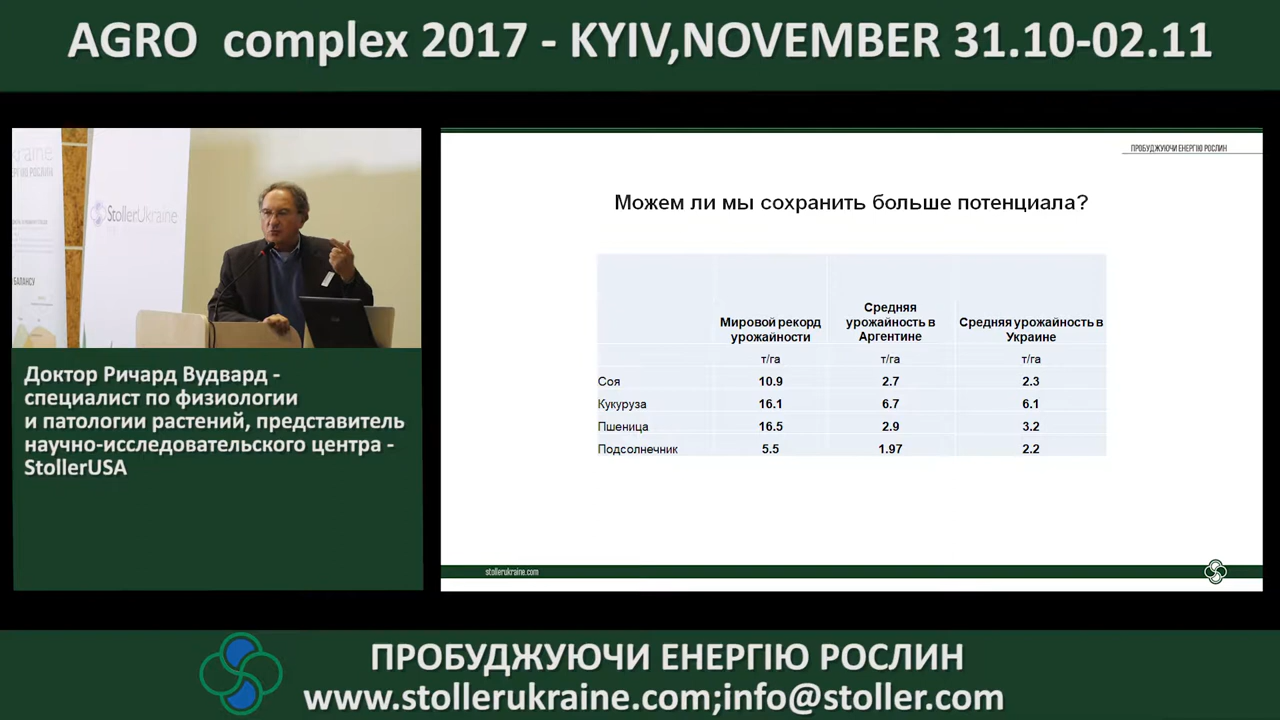 AGRO complex 2017 - KYIV,NOVEMBER 31.10-02.11
StollerUkraine
Доктор Ричард Вудвард -
специалист по физиологии
и патологии растений, представитель
научно-исследовательского центра -
StollerUSA
ПРОБУДЖУЮЧИ ЕНЕРГІЮ РОСЛИН
Можем ли мы сохранить больше потенциала?
Мировой рекорд урожайности Средняя урожайность в Аргентине Средняя урожайность в Украине
т/га т/га т/га
Соя 10.9 2.7 2.3
Кукуруза 16.1 6.7 6.1
Пшеница 16.5 2.9 3.2
Подсолнечник 5.5 1.97 2.2
stollerukraine.com
ПРОБУДЖУЮЧИ ЕНЕРГІЮ РОСЛИН
www.stollerukraine.com;info@stoller.com